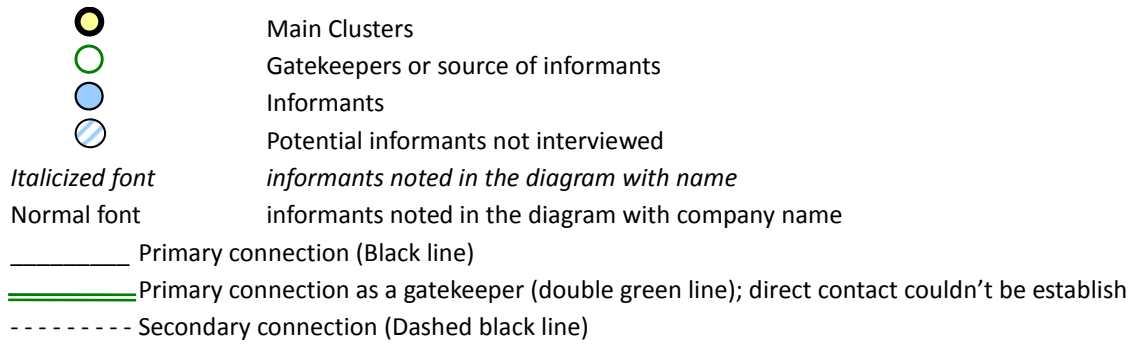 Main Clusters
Gatekeepers or source of informants
Informants
Potential informants not interviewed
Italicized font informants noted in the diagram with name
Normal font informants noted in the diagram with company name
_________ Primary connection (Black line)
Primary connection as a gatekeeper (double green line); direct contact couldn’t be establish
- - - - - - - - - Secondary connection (Dashed black line)